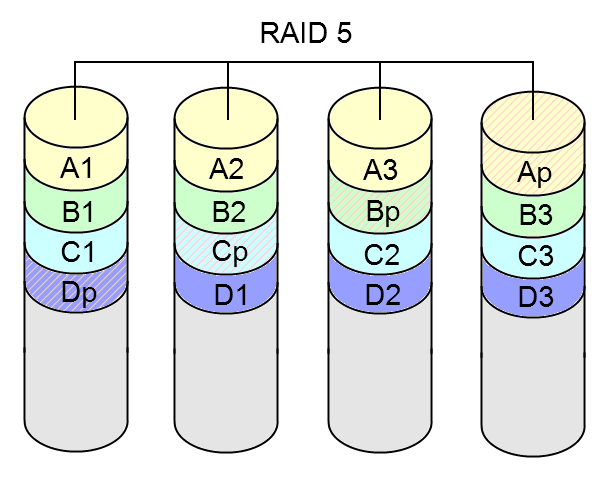 RAID 5
A1 A2 A3 Ap
B1 B2 Bp B3
C1 Cp C2 C3
Dp D1 D2 D3